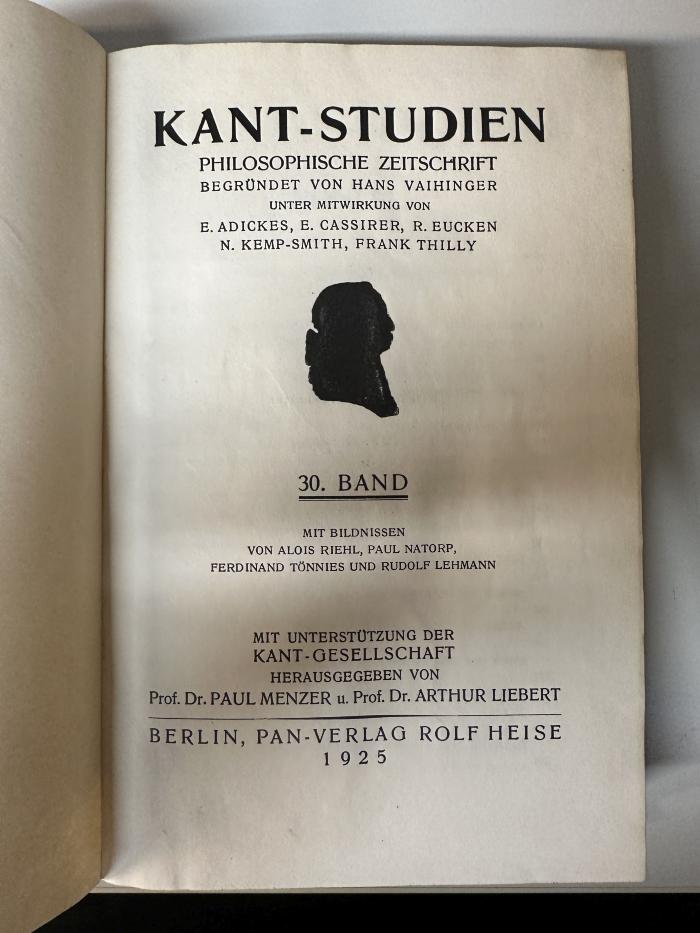 KANT-STUDIEN
PHILOSOPHISCHE ZEITSCHRIFT
BEGRÜNDET VON HANS VAIHINGER
UNTER MITWIRKUNG VON
E. ADICKES, E. CASSIRER, R. EUCKEN
N. KEMP-SMITH, FRANK THILLY
30. BAND
MIT BILDNISSEN
VON ALOIS RIEHL, PAUL NATORP,
FERDINAND TÖNNIES UND RUDOLF LEHMANN
MIT UNTERSTÜTZUNG DER
KANT-GESELLSCHAFT
HERAUSGEGEBEN VON
Prof. Dr. PAUL MENZER u. Prof. Dr. ARTHUR LIEBERT
BERLIN, PAN-VERLAG ROLF HEISE
1925